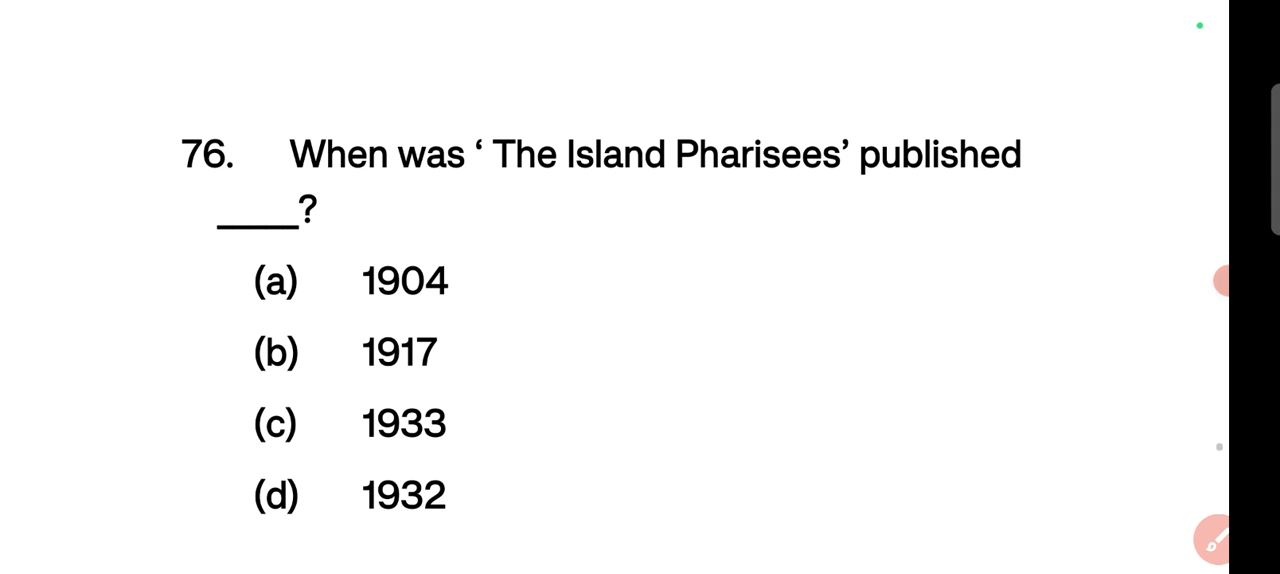 76. When was ‘ The Island Pharisees’ published
____?
(a) 1904
(b) 1917
(c) 1933
(d) 1932